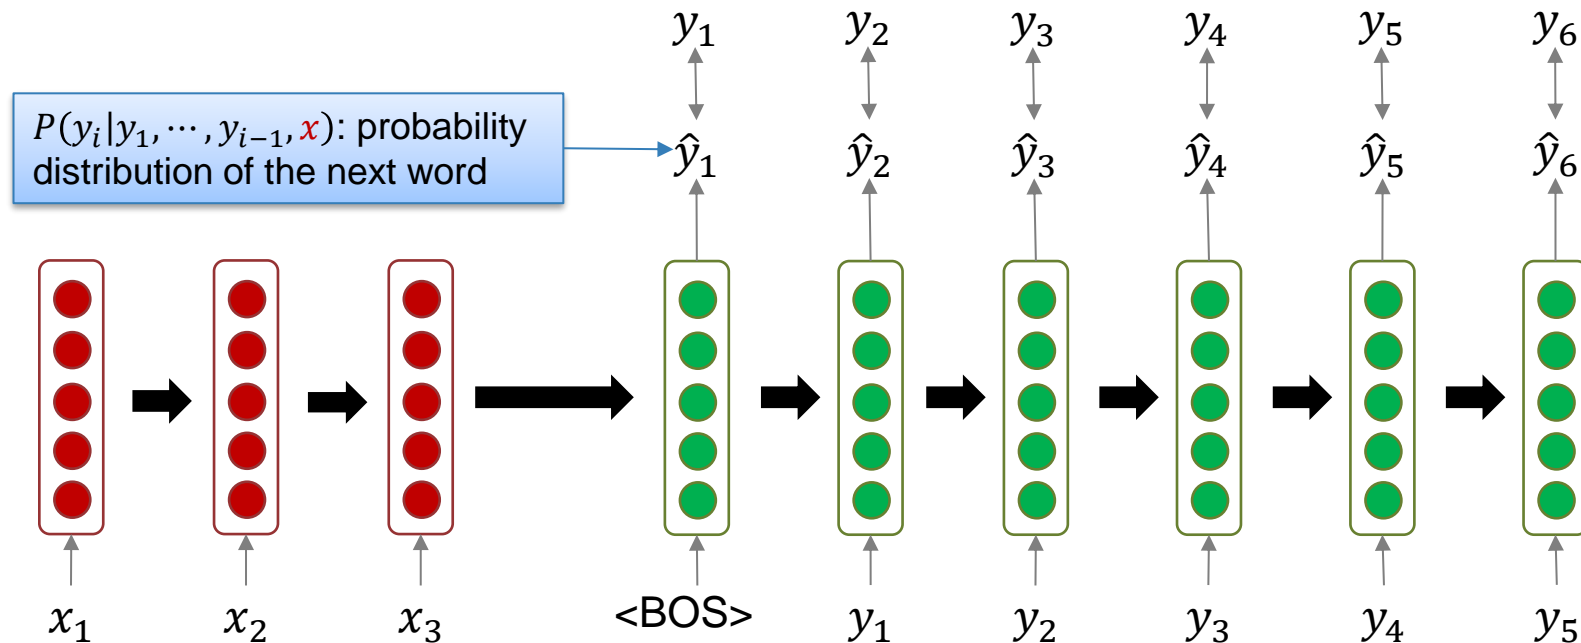 y₁ y₂ y₃ y₄ y₅ y₆
P(yᵢ|y₁, ⋯ , yᵢ₋₁, x): probability
distribution of the next word
ŷ₁ ŷ₂ ŷ₃ ŷ₄ ŷ₅ ŷ₆
x₁ x₂ x₃ <BOS> y₁ y₂ y₃ y₄ y₅